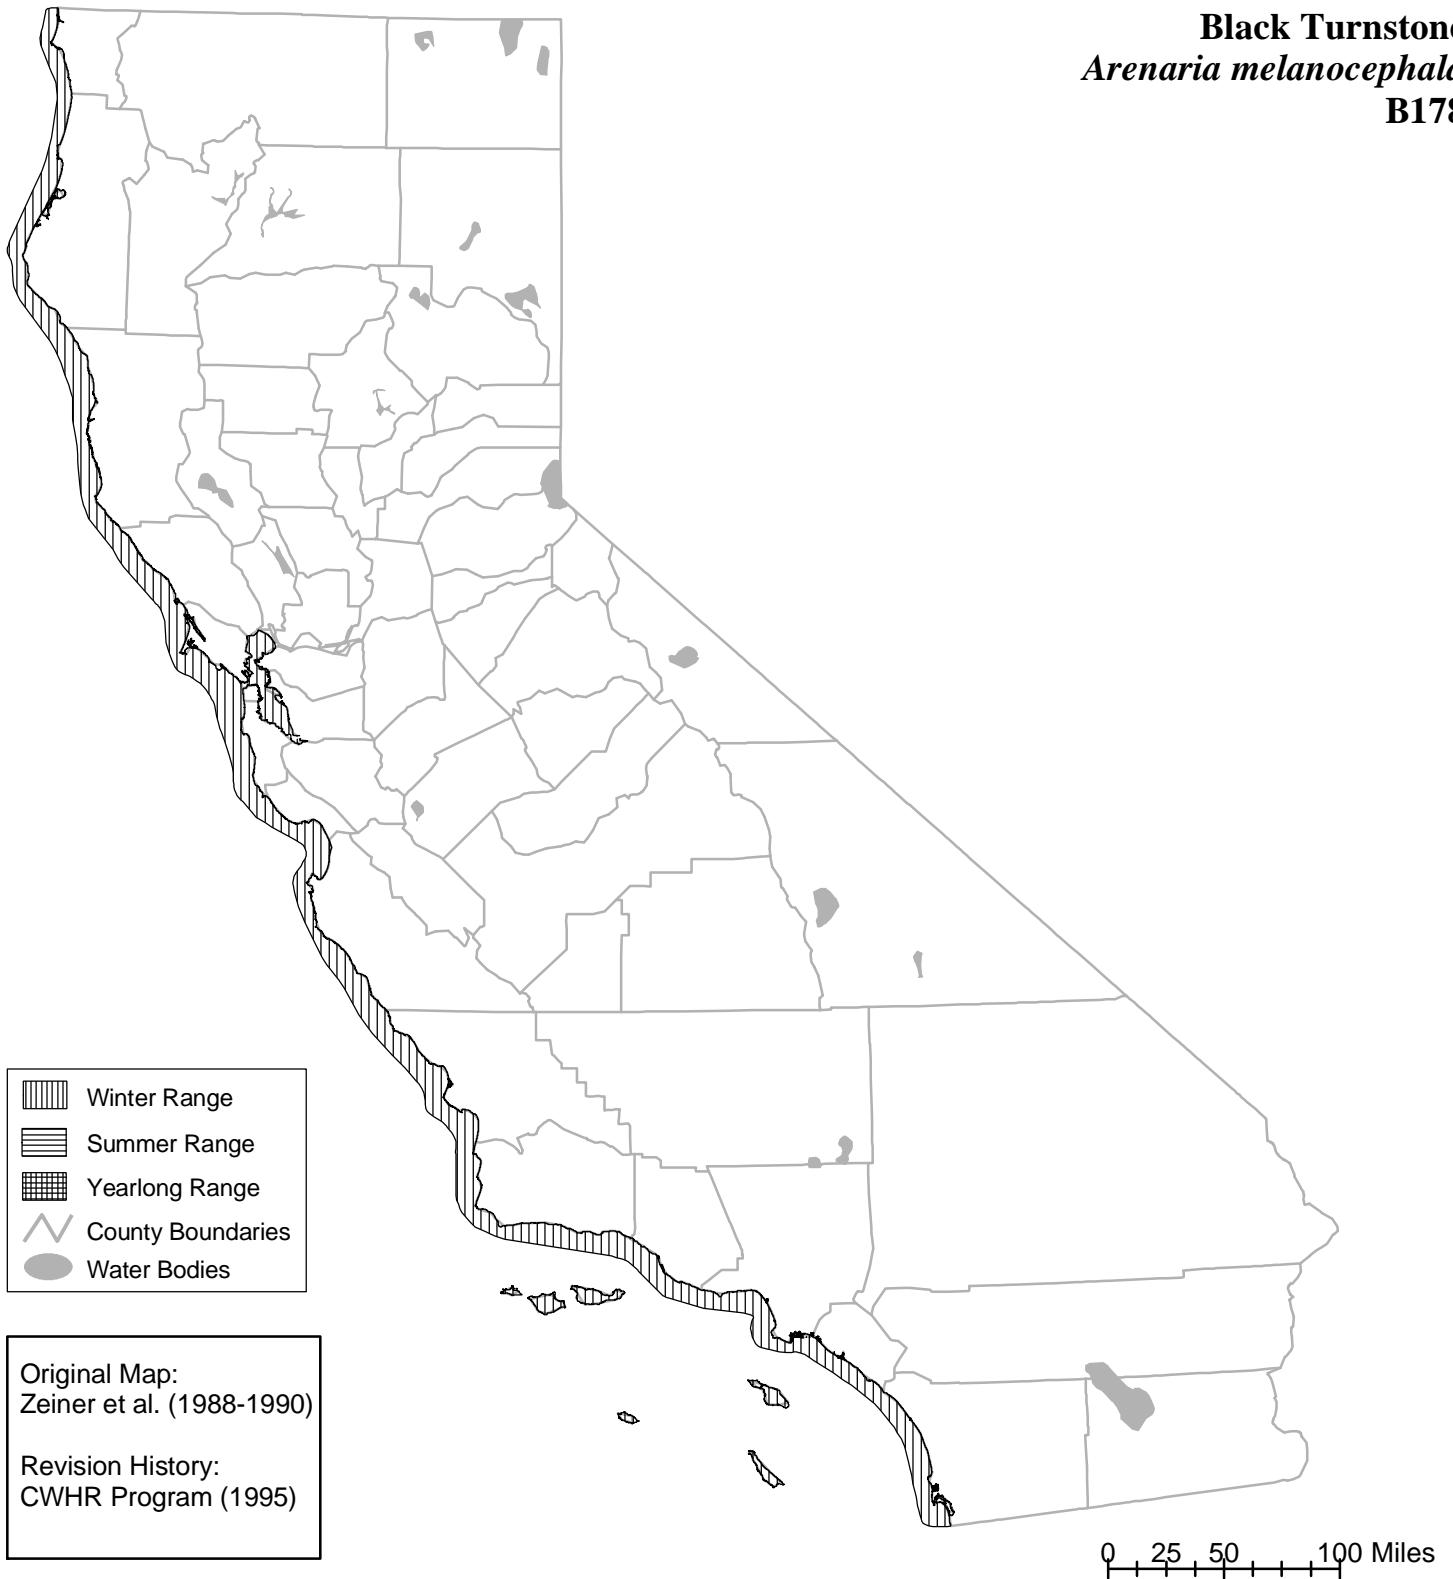 Black Turnstone
Arenaria melanocephala
B178
Winter Range
Summer Range
Yearlong Range
County Boundaries
Water Bodies
Original Map:
Zeiner et al. (1988-1990)
Revision History:
CWHR Program (1995)
0 25 50 100 Miles